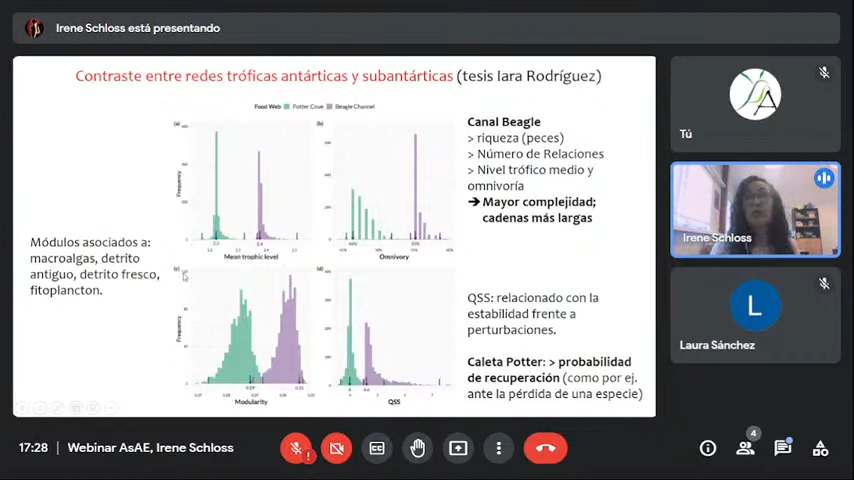 Irene Schloss está presentando
Contraste entre redes tróficas antárticas y subantárticas (tesis Iara Rodríguez)
Food Web Potter Cove Beagle Channel
(a)
(b)
Frequency
Mean trophic level
Omnivory
Canal Beagle
> riqueza (peces)
> Número de Relaciones
> Nivel trófico medio y
omnivoría
➔ Mayor complejidad;
cadenas más largas
Módulos asociados a:
macroalgas, detrito
antiguo, detrito fresco,
fitoplancton.
(c)
(d)
Frequency
Modularity
QSS
QSS: relacionado con la
estabilidad frente a
perturbaciones.
Caleta Potter: > probabilidad
de recuperación (como por ej.
ante la pérdida de una especie)
Tú
Irene Schloss
L
Laura Sánchez
17:28 | Webinar AsAE, Irene Schloss
4